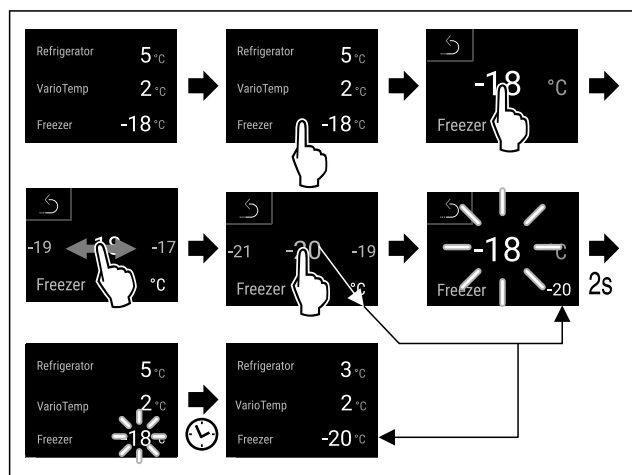 Refrigerator 5 °C
VarioTemp 2 °C
Freezer -18 °C
Refrigerator 5 °C
VarioTemp 2 °C
Freezer -18 °C
-18 °C
Freezer
-19 -17
Freezer °C
-21 -20 -19
Freezer °C
-18 °C
Freezer -20
2s
Refrigerator 5 °C
VarioTemp 2 °C
Freezer -18 °C
Refrigerator 3 °C
VarioTemp 2 °C
Freezer -20 °C